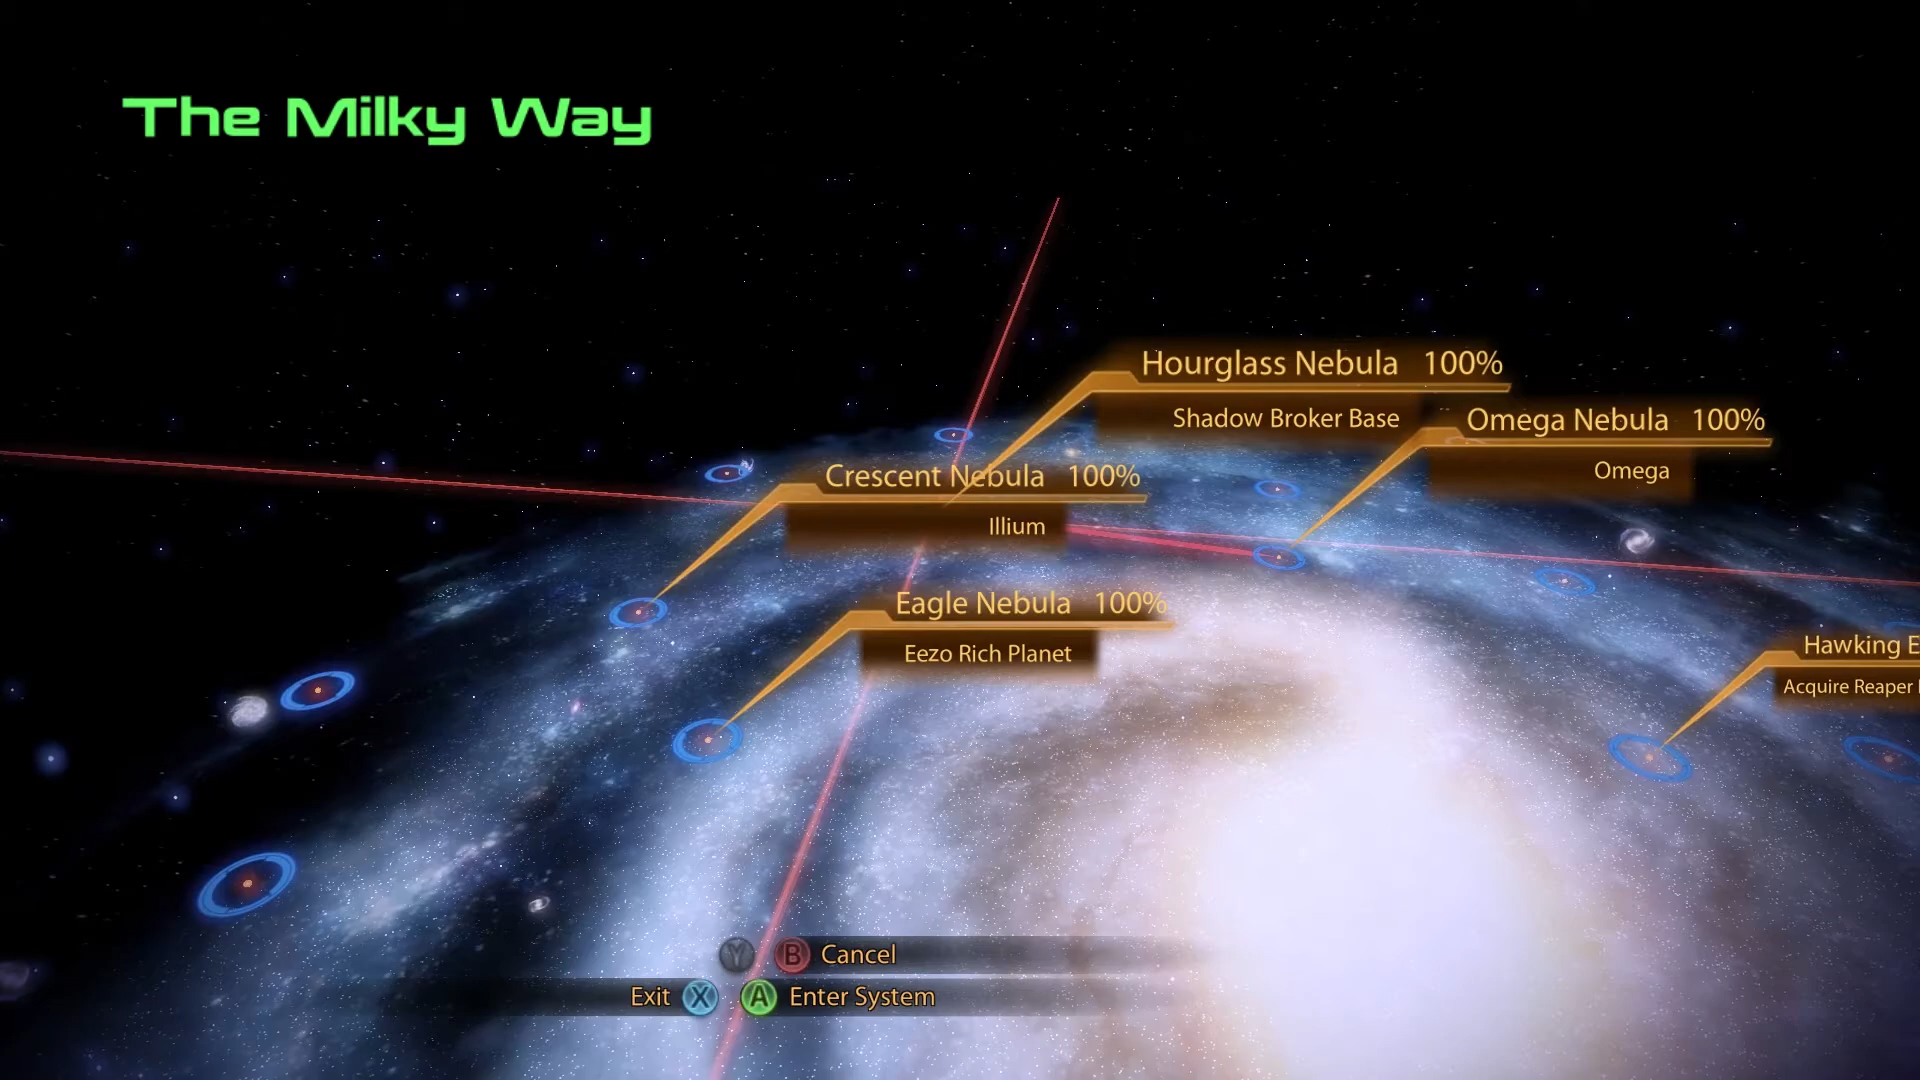 The Milky Way
Hourglass Nebula 100%
Shadow Broker Base
Omega Nebula 100%
Omega
Crescent Nebula 100%
Illium
Eagle Nebula 100%
Eezo Rich Planet
Hawking E
Acquire Reaper
Y B Cancel
Exit X A Enter System